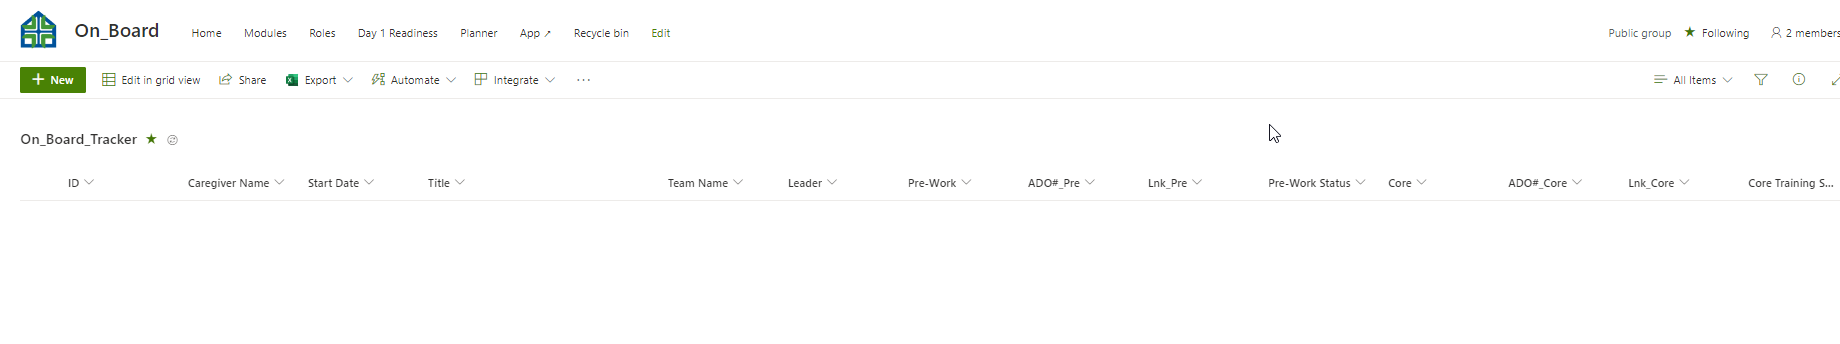 On_Board Home Modules Roles Day 1 Readiness Planner App ↗ Recycle bin Edit Public group Following 2 members
New Edit in grid view Share Export Automate Integrate ... All Items
On_Board_Tracker
ID Caregiver Name Start Date Title Team Name Leader Pre-Work ADO#_Pre Lnk_Pre Pre-Work Status Core ADO#_Core Lnk_Core Core Training S...